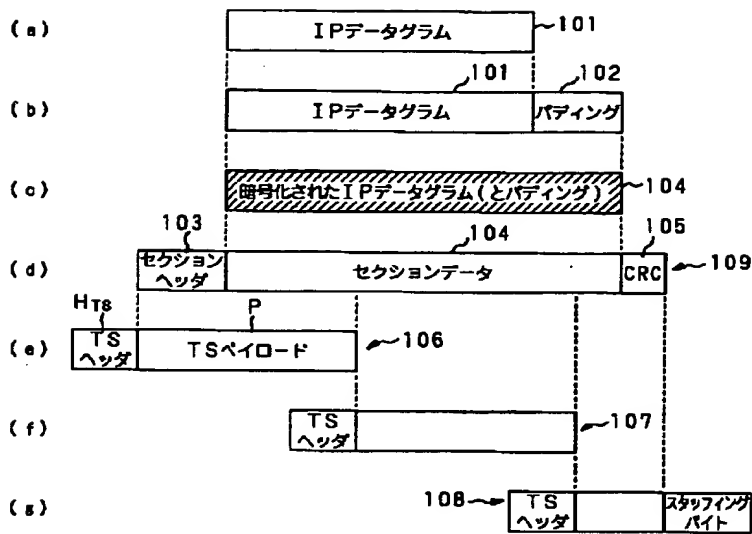 (a)
IPデータグラム
101
101
102
(b)
IPデータグラム
パディング
(c)
暗号化されたIPデータグラム(とパディング)
104
103
104
105
(d)
セクション
ヘッダ
セクションデータ
CRC
109
HTS
P
(e)
TS
ヘッダ
TSペイロード
106
(f)
TS
ヘッダ
107
(g)
108
TS
ヘッダ
スタッフィング
バイト